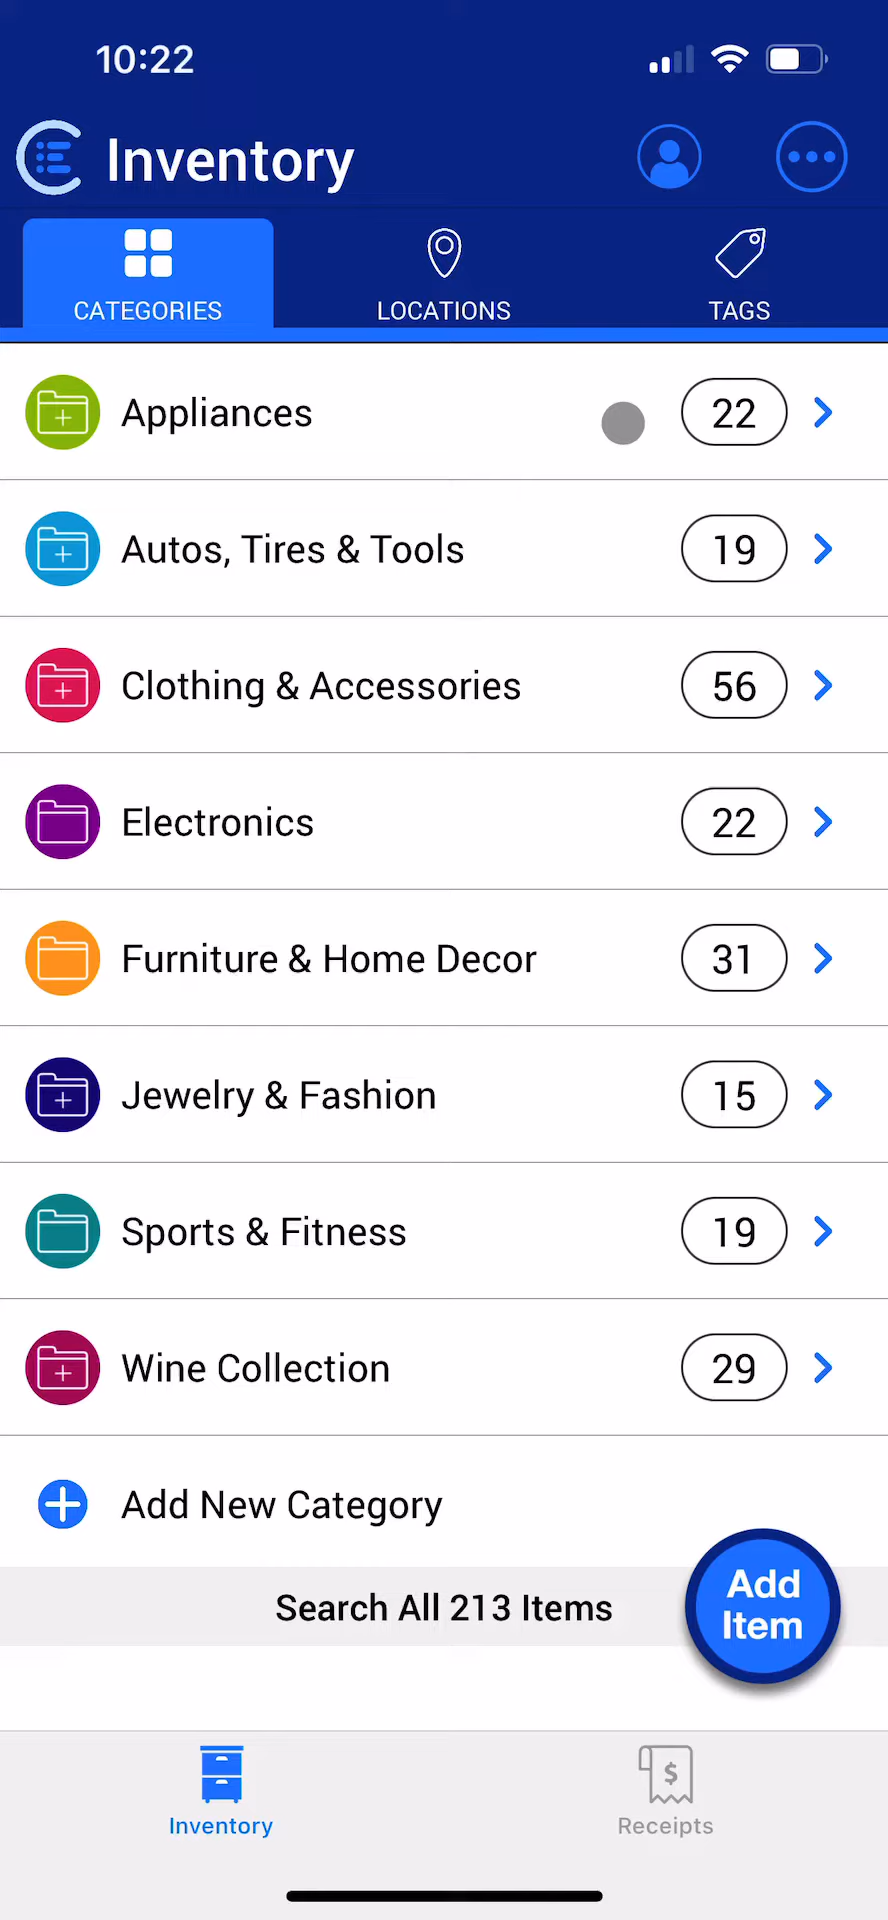 10:22
Inventory
CATEGORIES
LOCATIONS
TAGS
Appliances
22
Autos, Tires & Tools
19
Clothing & Accessories
56
Electronics
22
Furniture & Home Decor
31
Jewelry & Fashion
15
Sports & Fitness
19
Wine Collection
29
Add New Category
Search All 213 Items
Add
Item
Inventory
Receipts